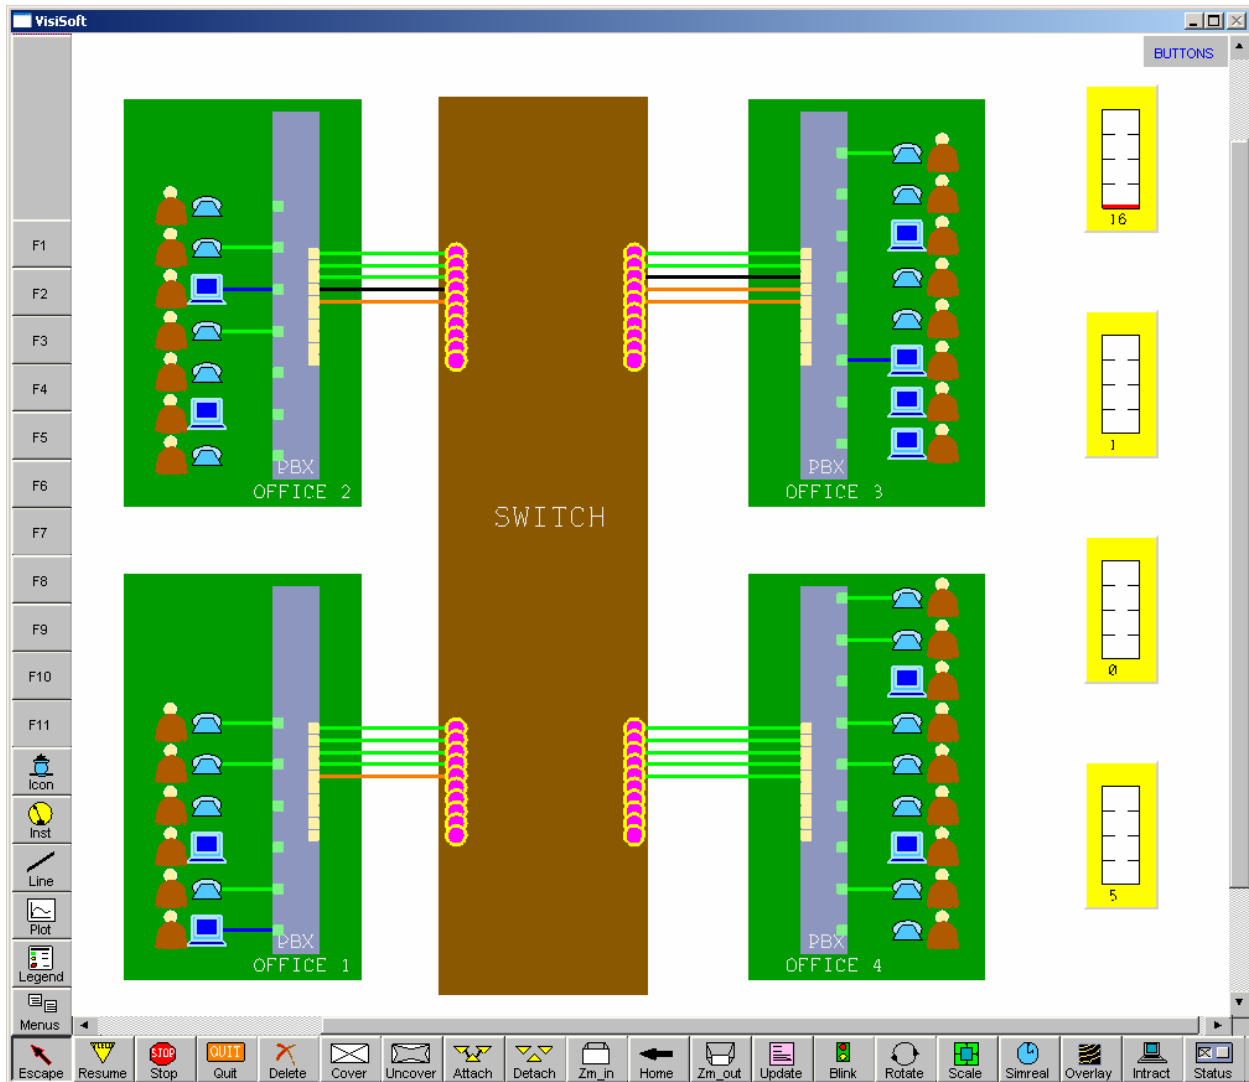 VisiSoft
BUTTONS
F1
F2
F3
F4
F5
F6
F7
F8
F9
F10
F11
Icon
Inst
Line
Plot
Legend
Menus
PBX
OFFICE 2
PBX
OFFICE 3
SWITCH
PBX
OFFICE 1
PBX
OFFICE 4
16
1
0
5
STOP
QUIT
Escape
Resume
Stop
Quit
Delete
Cover
Uncover
Attach
Detach
Zm_in
Home
Zm_out
Update
Blink
Rotate
Scale
Simreal
Overlay
Intract
Status